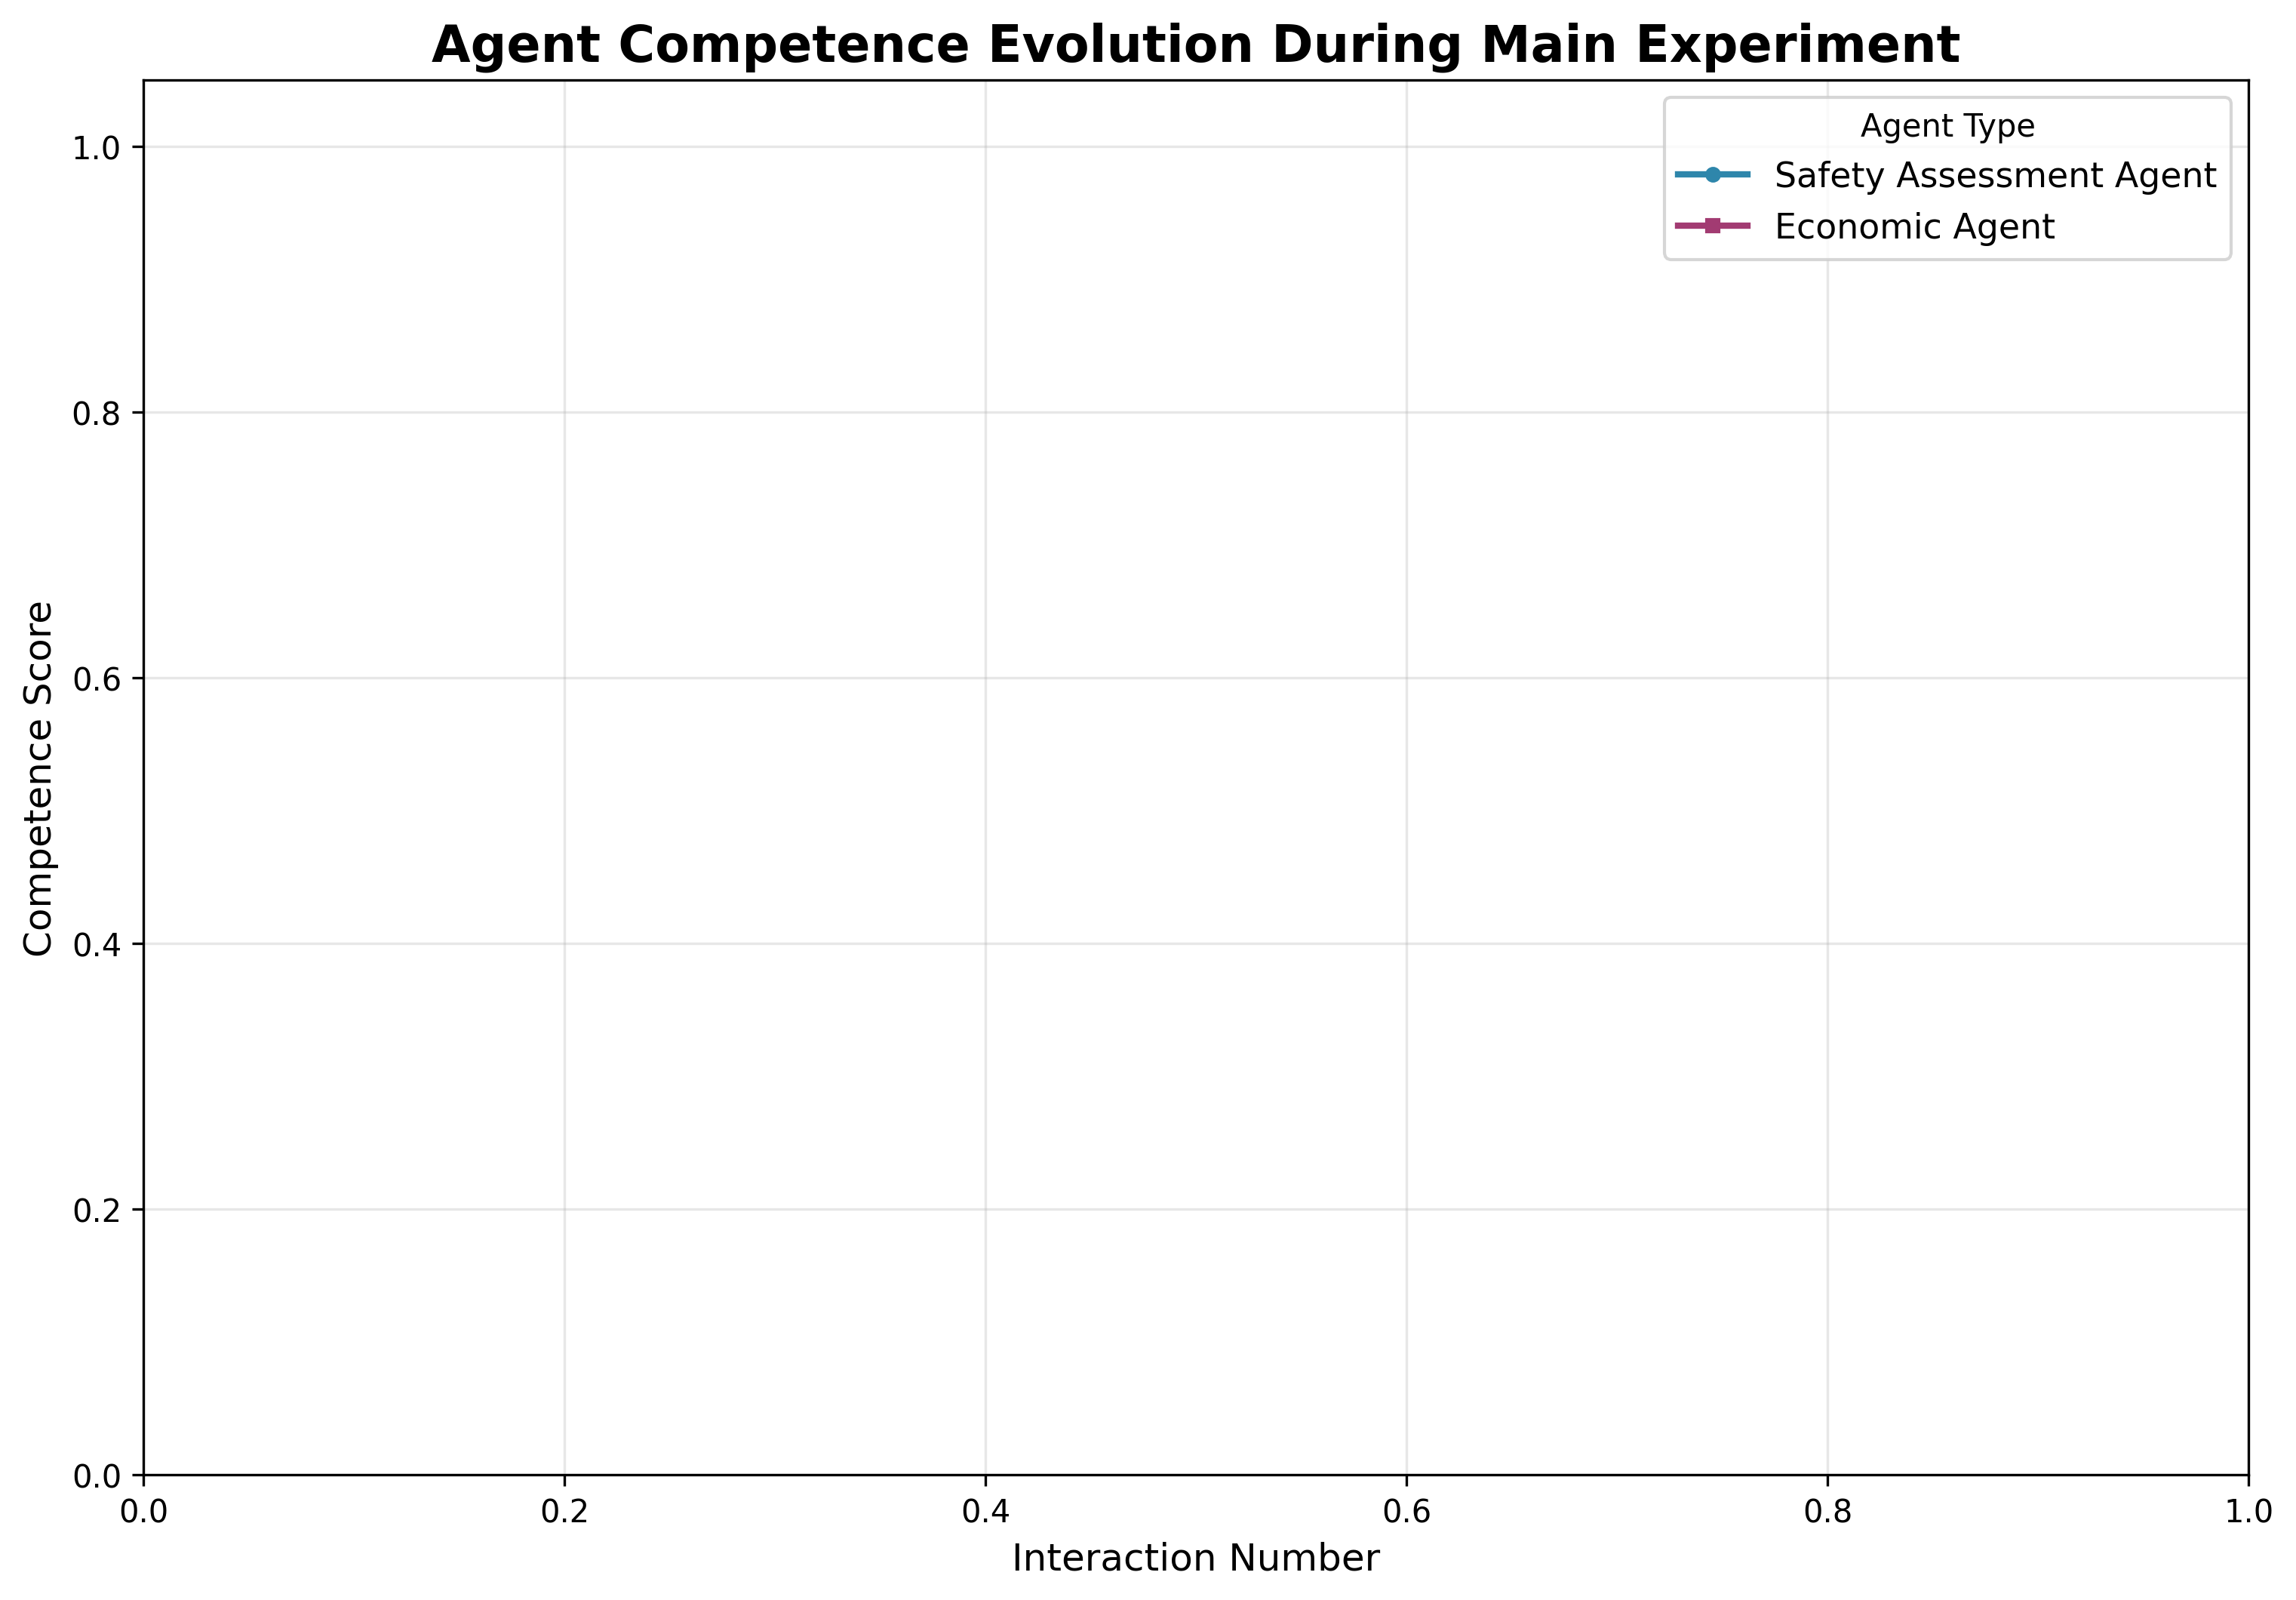 Agent Competence Evolution During Main Experiment
Agent Type
Safety Assessment Agent
Economic Agent
Competence Score
1.0
0.8
0.6
0.4
0.2
0.0
0.0 0.2 0.4 0.6 0.8 1.0
Interaction Number